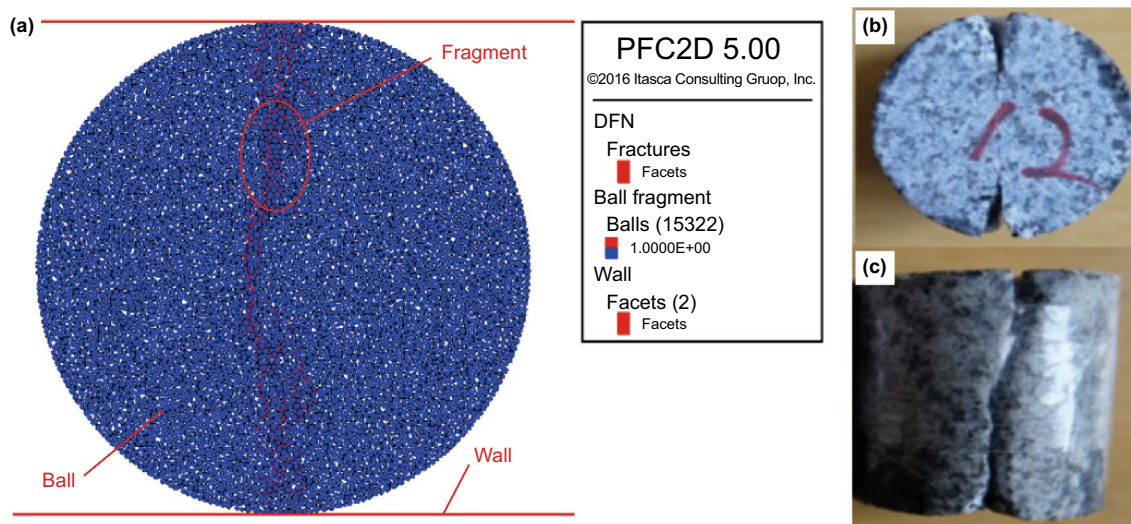 (a)
Fragment
Ball
Wall
PFC2D 5.00
©2016 Itasca Consulting Gruop, Inc.
DFN
Fractures
Facets
Ball fragment
Balls (15322)
1.0000E+00
Wall
Facets (2)
Facets
(b)
12
(c)